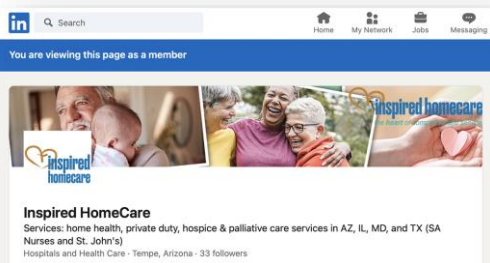 in
Search
Home
My Network
Jobs
Messaging
You are viewing this page as a member
inspired homecare
inspired
homecare
Inspired HomeCare
Services: home health, private duty, hospice & palliative care services in AZ, IL, MD, and TX (SA
Nurses and St. John's)
Hospitals and Health Care · Tempe, Arizona · 33 followers